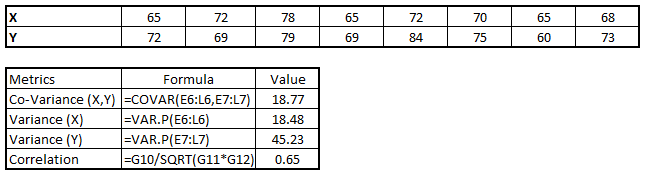 X 65 72 78 65 72 70 65 68
Y 72 69 79 69 84 75 60 73
Metrics Formula Value
Co-Variance (X,Y) =COVAR(E6:L6,E7:L7) 18.77
Variance (X) =VAR.P(E6:L6) 18.48
Variance (Y) =VAR.P(E7:L7) 45.23
Correlation =G10/SQRT(G11*G12) 0.65